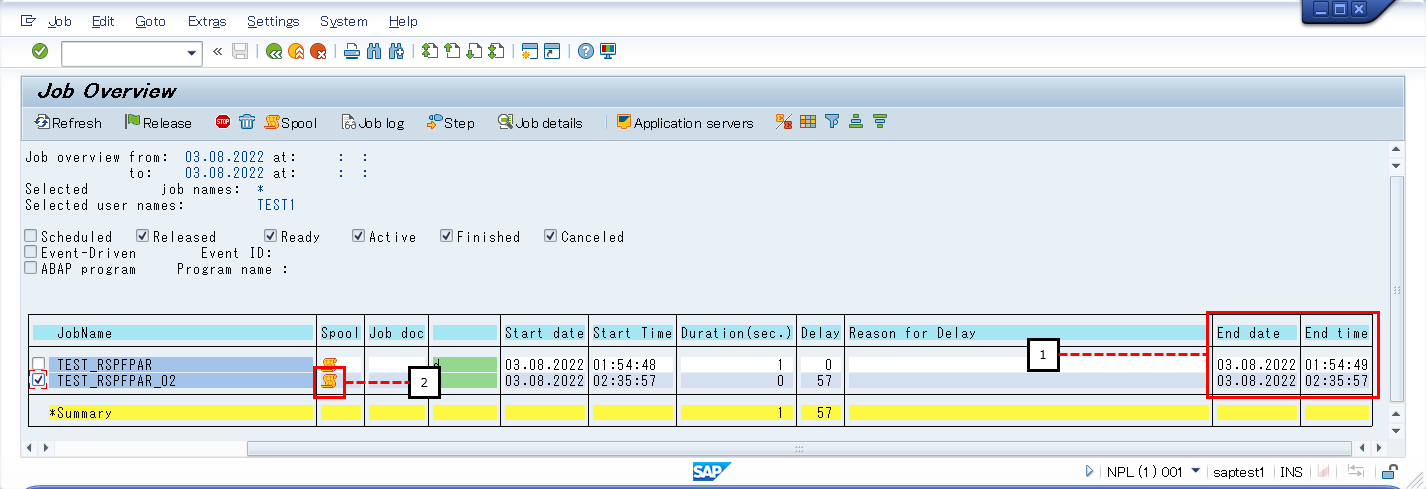 Job Edit Goto Extras Settings System Help
«
Job Overview
Refresh Release STOP Spool Job log Step Job details Application servers
Job overview from: 03.08.2022 at: : :
to: 03.08.2022 at: : :
Selected job names: *
Selected user names: TEST1
Scheduled Released Ready Active Finished Canceled
Event-Driven Event ID:
ABAP program Program name :
JobName Spool Job doc Start date Start Time Duration(sec.) Delay Reason for Delay End date End time
1
TEST_RSPFPAR d 03.08.2022 01:54:48 1 0 03.08.2022 01:54:49
TEST_RSPFPAR_02 2 03.08.2022 02:35:57 0 57 03.08.2022 02:35:57
*Summary 1 57
SAP NPL (1) 001 saptest1 INS